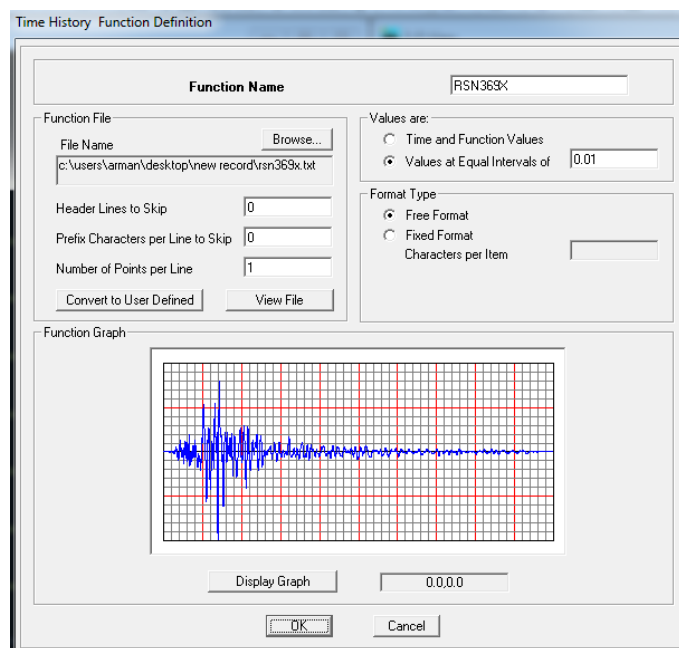 Time History Function Definition
Function Name
RSN369X
Function File
File Name
Browse...
c:\users\arman\desktop\new record\rsn369x.txt
Header Lines to Skip
0
Prefix Characters per Line to Skip
0
Number of Points per Line
1
Convert to User Defined
View File
Values are:
Time and Function Values
Values at Equal Intervals of
0.01
Format Type
Free Format
Fixed Format
Characters per Item
Function Graph
Display Graph
0.0,0.0
OK
Cancel